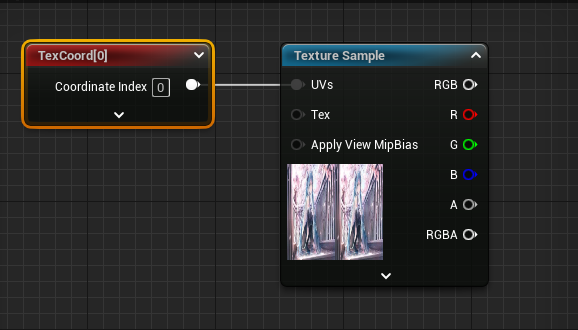 TexCoord[0]
Coordinate Index 0
Texture Sample
UVs
RGB
Tex
R
Apply View MipBias
G
B
A
RGBA